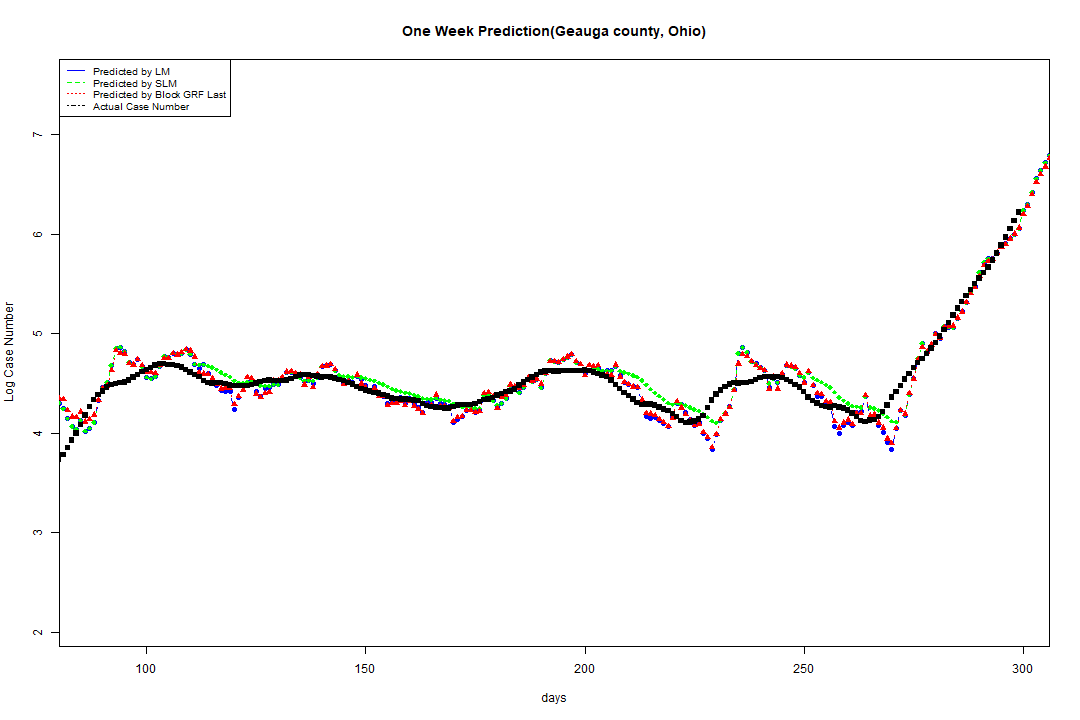 One Week Prediction(Geauga county, Ohio)
Predicted by LM
Predicted by SLM
Predicted by Block GRF Last
Actual Case Number
7
6
5
4
3
2
Log Case Number
100 150 200 250 300
days